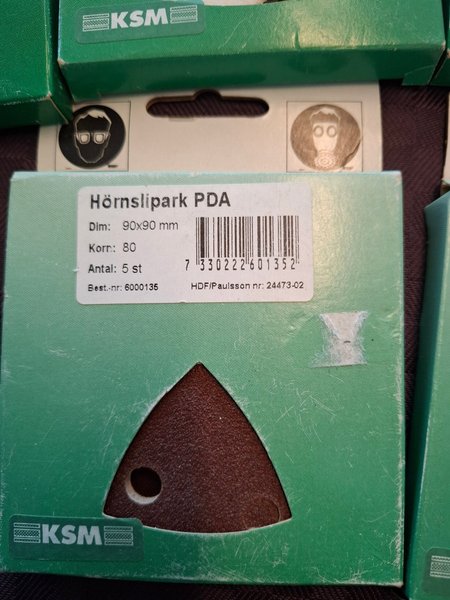 KSM
Hörnslipark PDA
Dim: 90x90 mm
Korn: 80
Antal: 5 st
7 330222 601352
Best.-nr: 6000135
HDF/Paulsson nr: 24473-02
KSM